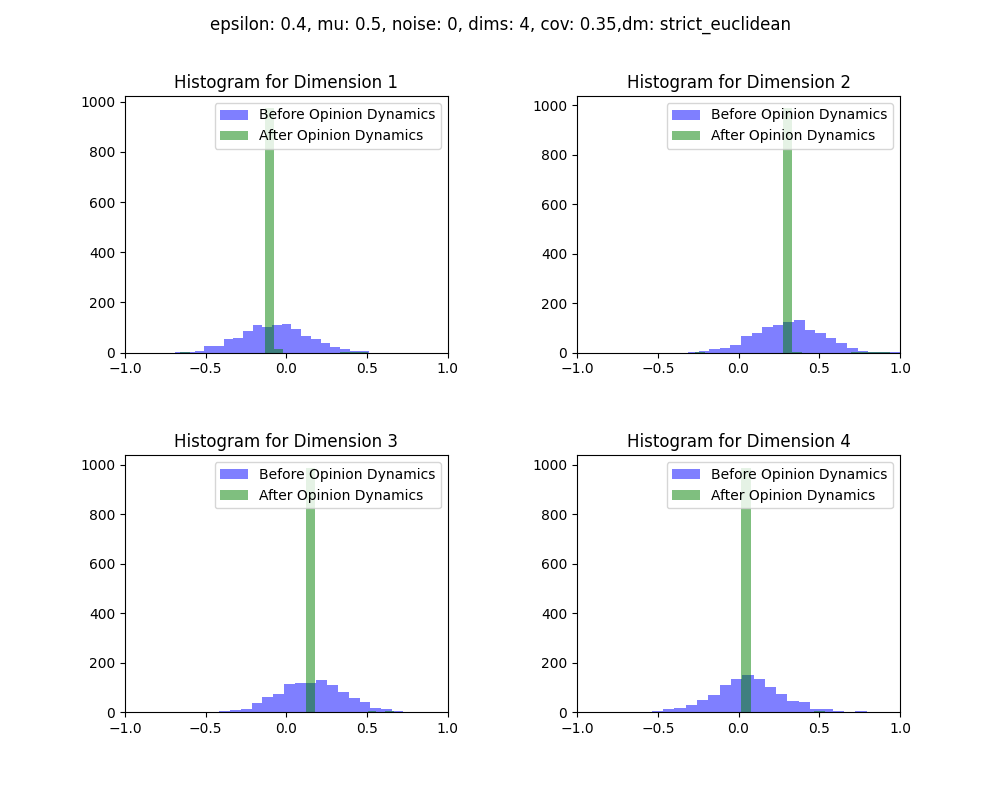 epsilon: 0.4, mu: 0.5, noise: 0, dims: 4, cov: 0.35,dm: strict_euclidean
Histogram for Dimension 1
Before Opinion Dynamics
After Opinion Dynamics
1000
800
600
400
200
0
−1.0 −0.5 0.0 0.5 1.0
Histogram for Dimension 2
Before Opinion Dynamics
After Opinion Dynamics
1000
800
600
400
200
0
−1.0 −0.5 0.0 0.5 1.0
Histogram for Dimension 3
Before Opinion Dynamics
After Opinion Dynamics
1000
800
600
400
200
0
−1.0 −0.5 0.0 0.5 1.0
Histogram for Dimension 4
Before Opinion Dynamics
After Opinion Dynamics
1000
800
600
400
200
0
−1.0 −0.5 0.0 0.5 1.0